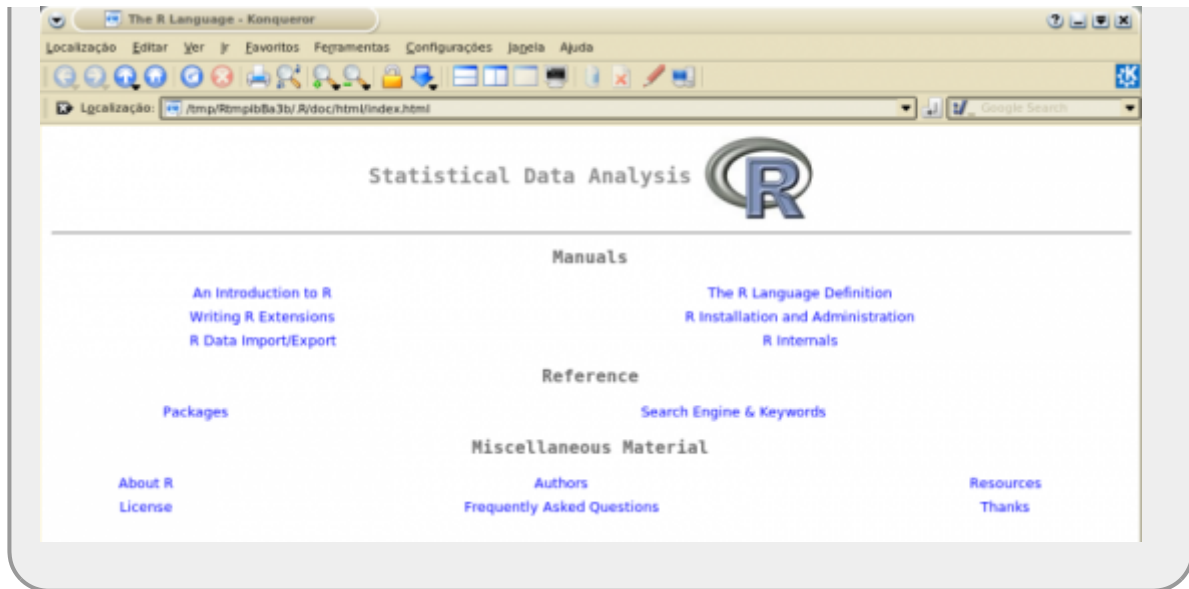 The R Language - Konqueror
Localização Editar Ver Ir Favoritos Ferramentas Configurações Janela Ajuda
Localização: /tmp/RtmpibBa3b/.R/doc/html/index.html Google Search
Statistical Data Analysis R
Manuals
An Introduction to R The R Language Definition
Writing R Extensions R Installation and Administration
R Data Import/Export R Internals
Reference
Packages Search Engine & Keywords
Miscellaneous Material
About R Authors Resources
License Frequently Asked Questions Thanks